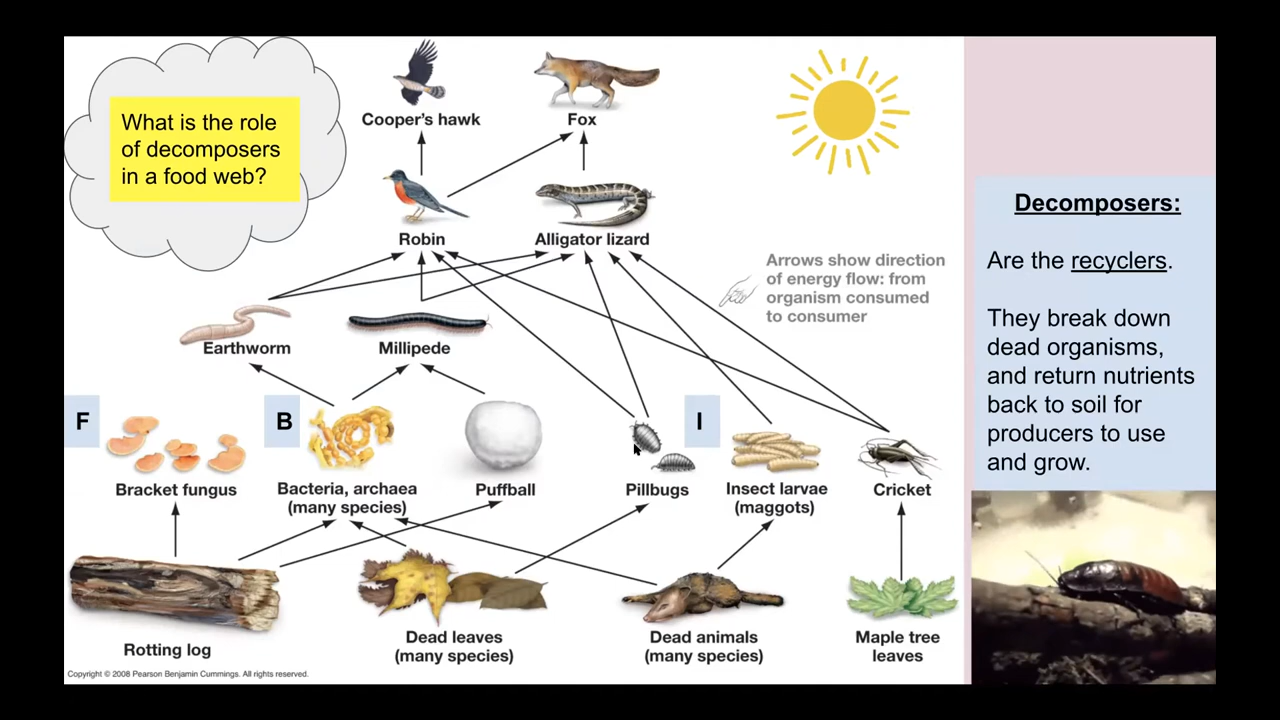 What is the role
of decomposers
in a food web?
Cooper's hawk
Fox
Robin
Alligator lizard
Arrows show direction
of energy flow: from
organism consumed
to consumer
Earthworm
Millipede
F
B
I
Bracket fungus
Bacteria, archaea
(many species)
Puffball
Pillbugs
Insect larvae
(maggots)
Cricket
Rotting log
Dead leaves
(many species)
Dead animals
(many species)
Maple tree
leaves
Copyright © 2008 Pearson Benjamin Cummings. All rights reserved.
Decomposers:
Are the recyclers.
They break down
dead organisms,
and return nutrients
back to soil for
producers to use
and grow.